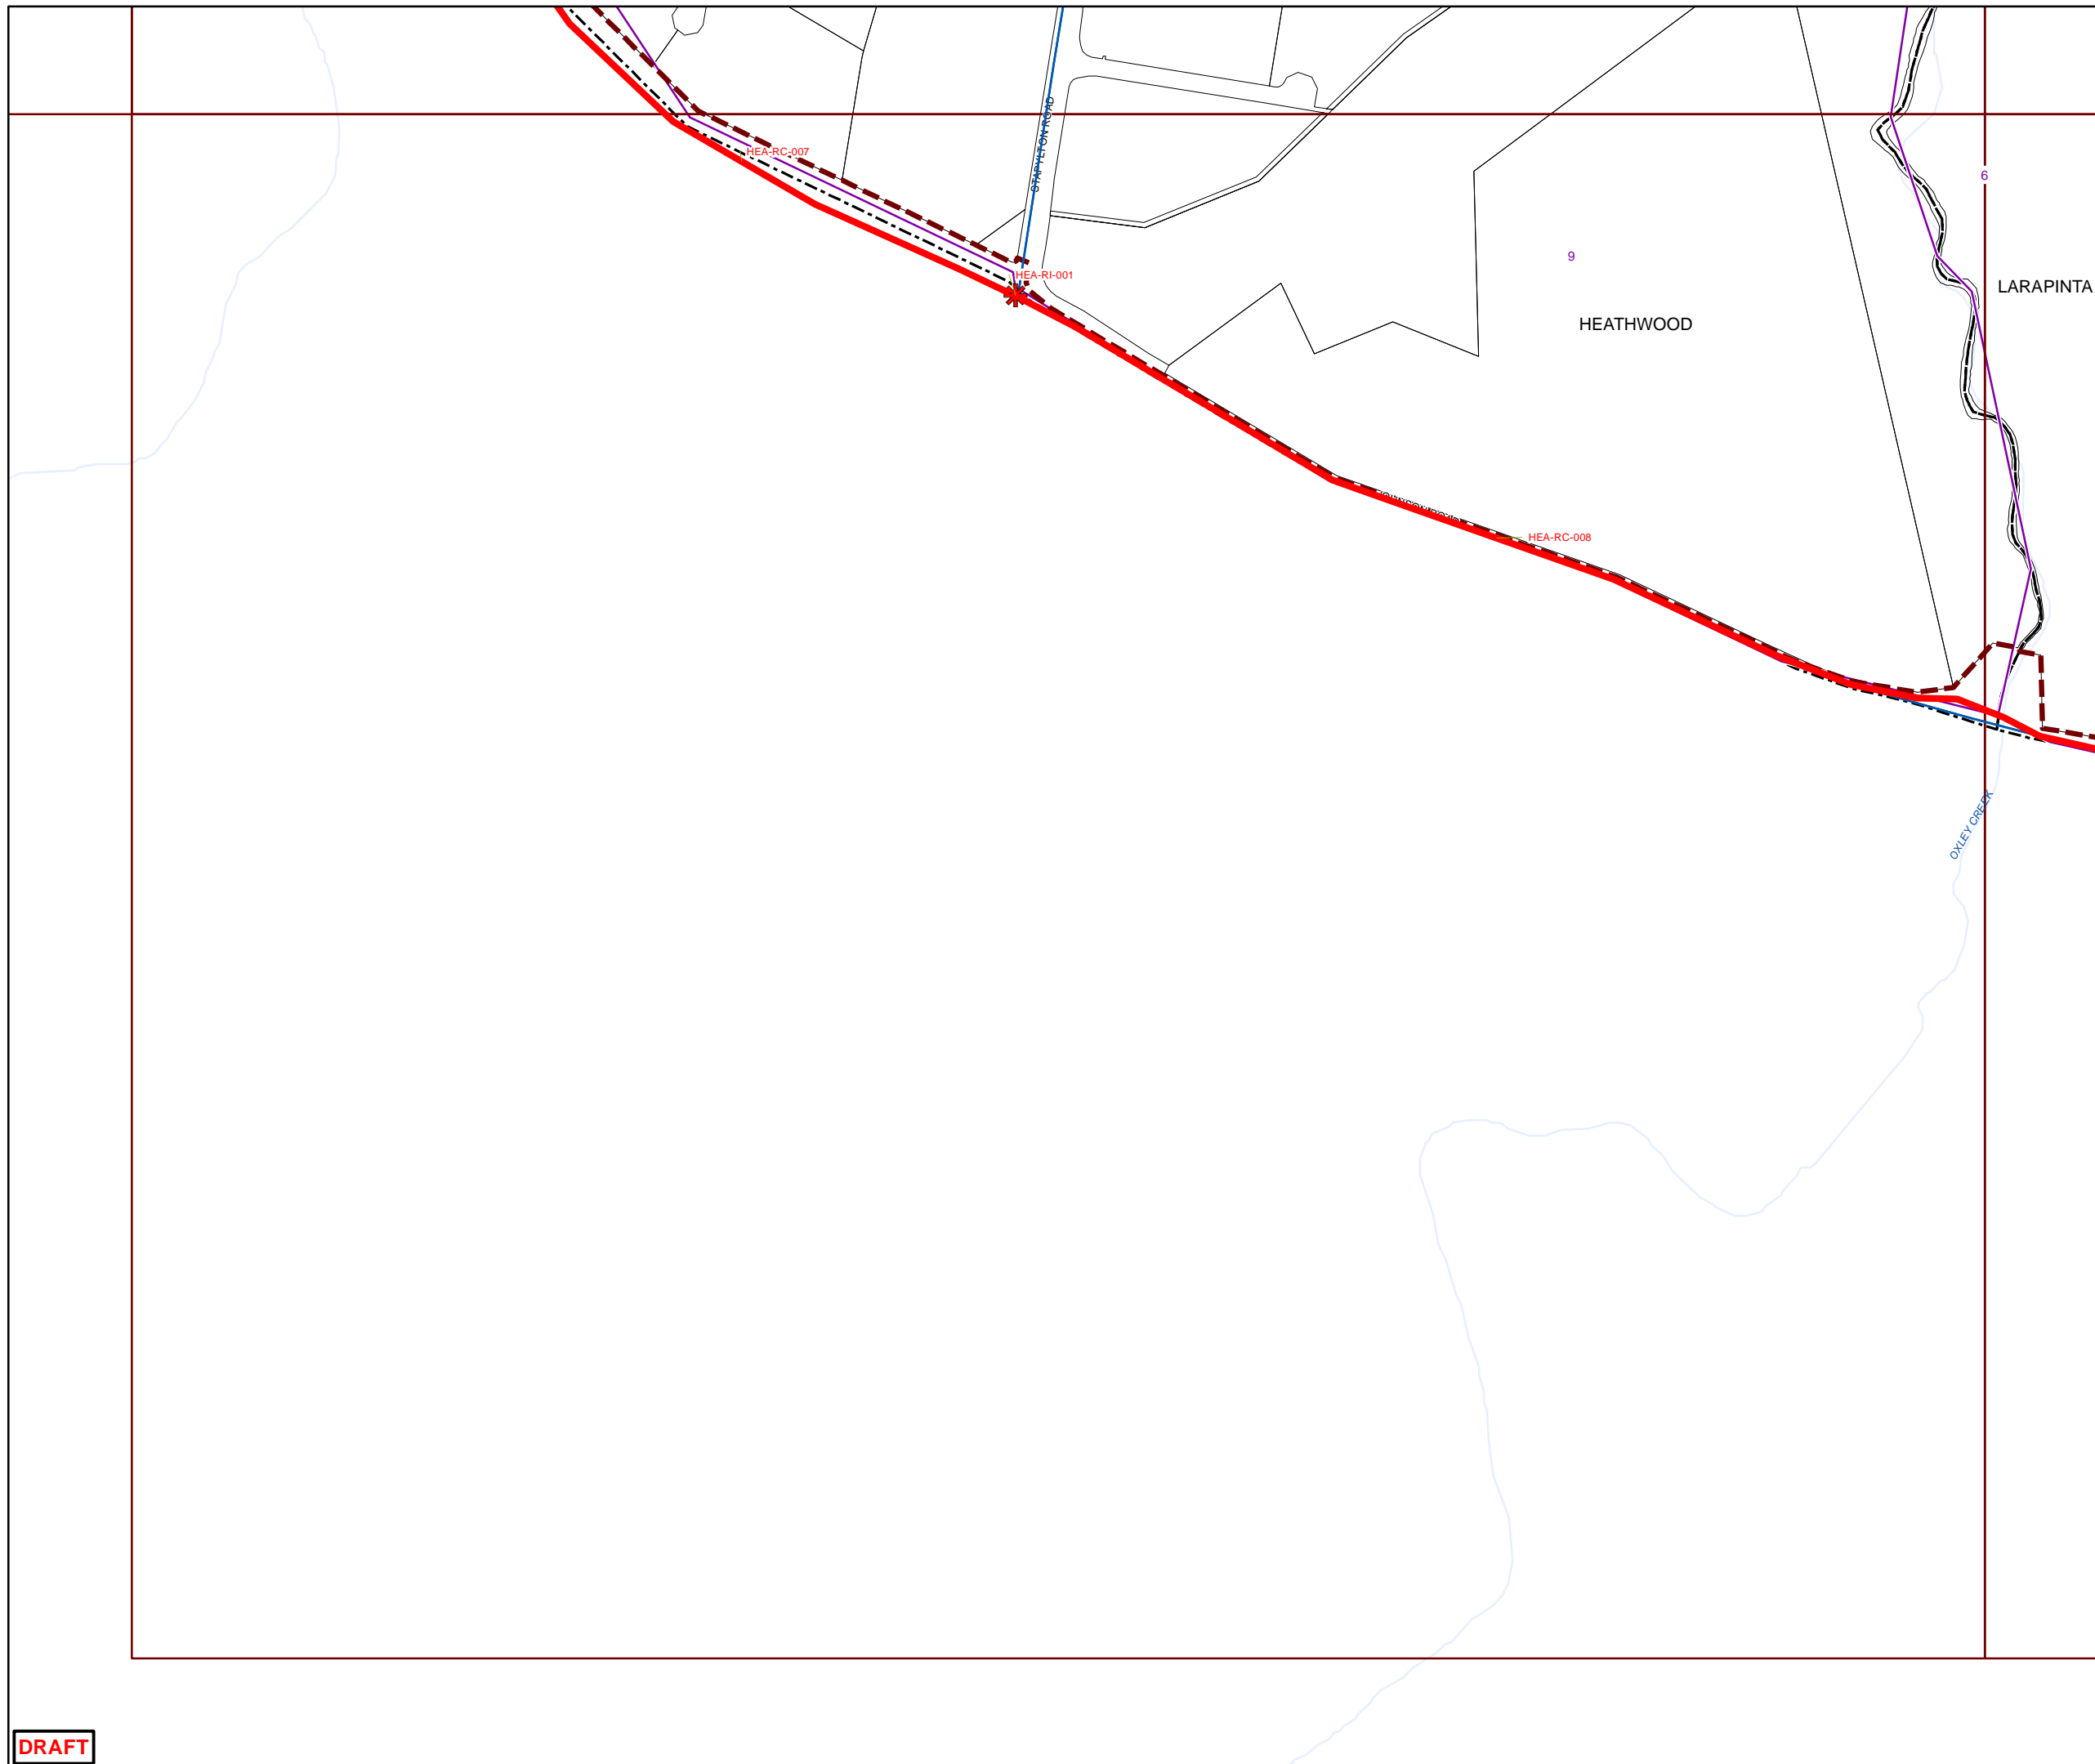 STAPYLTON ROAD
HEA-RC-007
6
9
HEA-RI-001
LARAPINTA
HEATHWOOD
HEA-RC-008
OXLEY CREEK
DRAFT